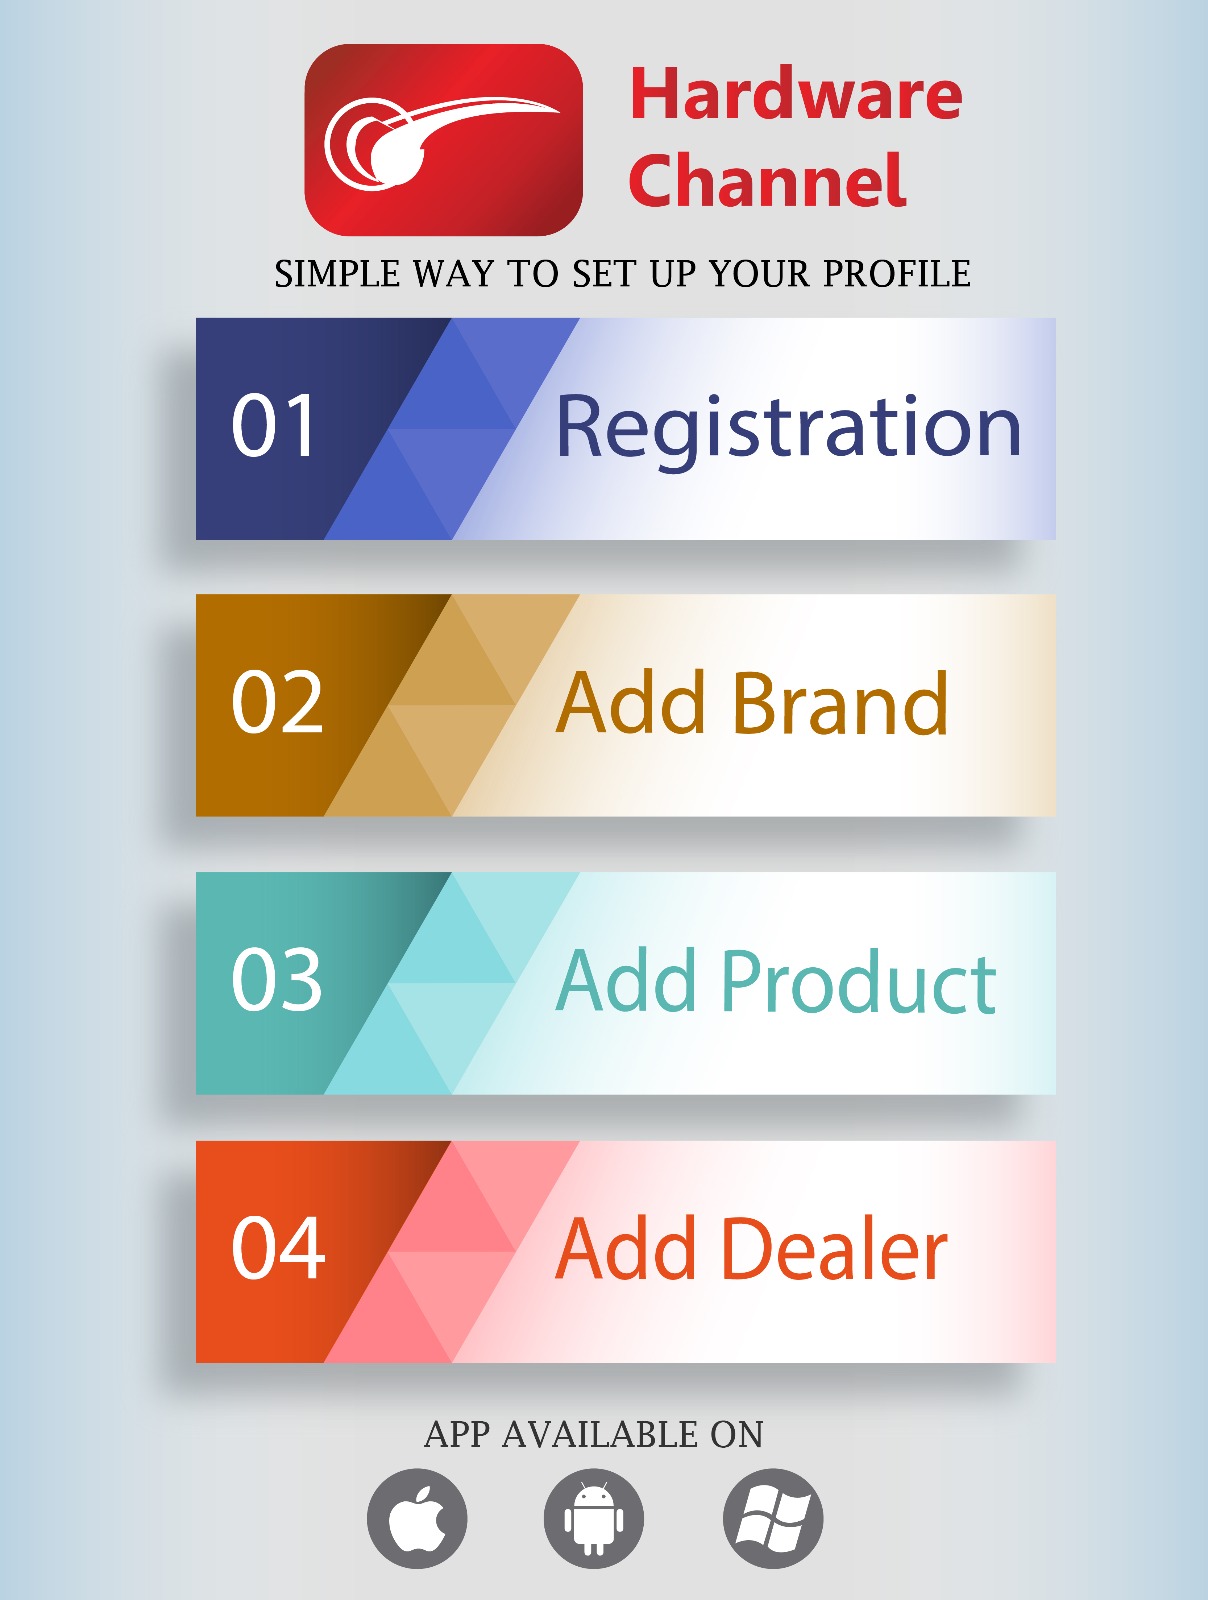 Hardware
Channel
SIMPLE WAY TO SET UP YOUR PROFILE
01 Registration
02 Add Brand
03 Add Product
04 Add Dealer
APP AVAILABLE ON